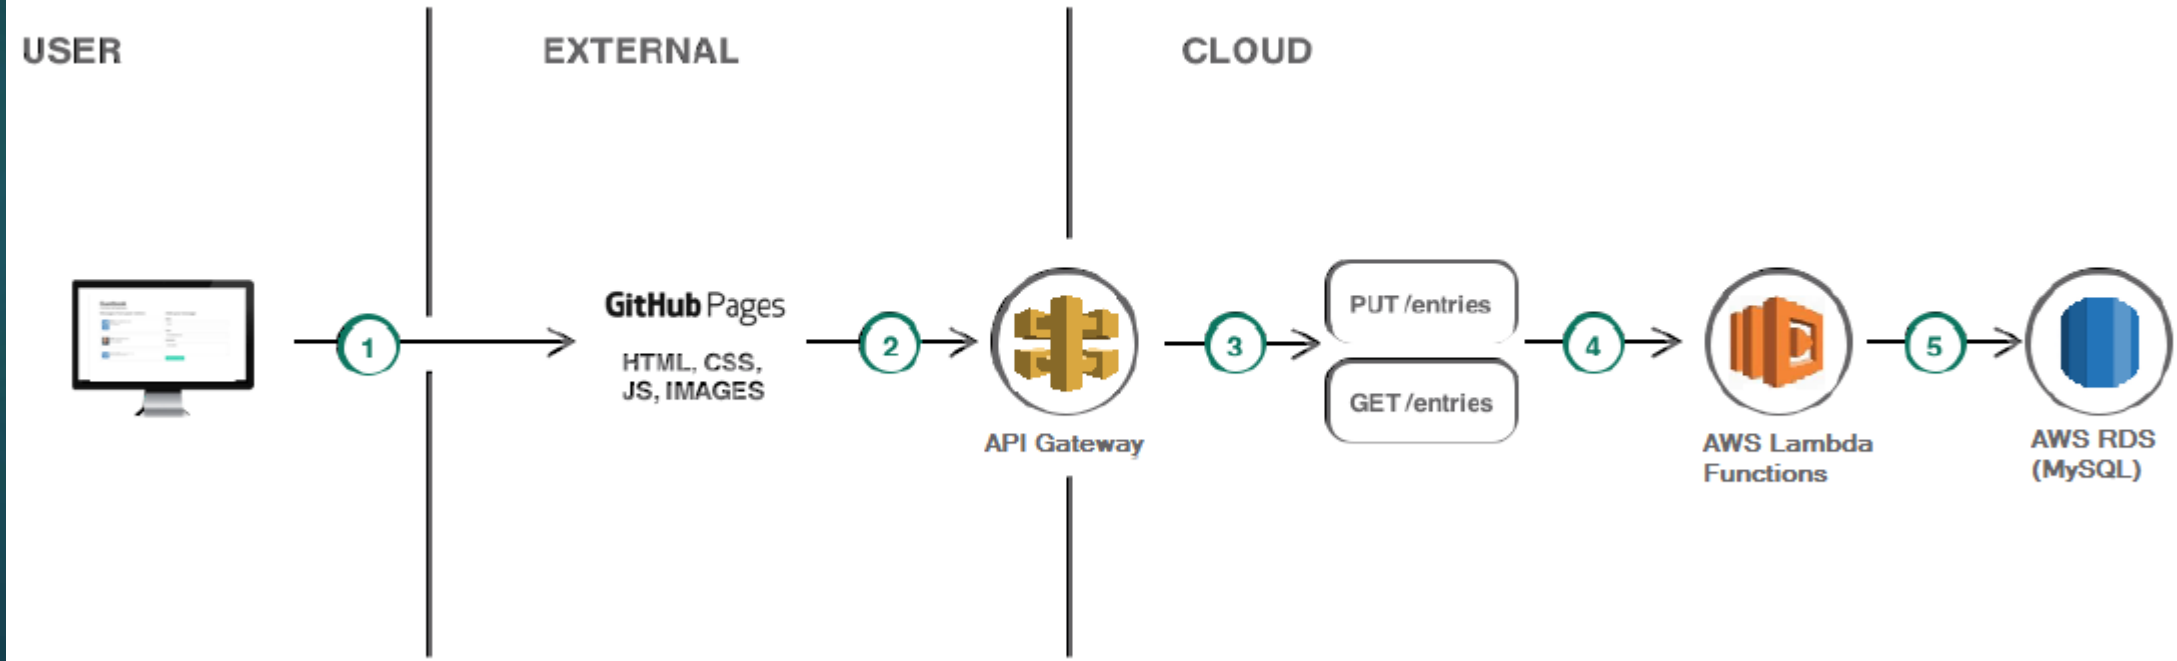 USER
EXTERNAL
CLOUD
1
GitHub Pages
HTML, CSS,
JS, IMAGES
2
API Gateway
3
PUT /entries
GET /entries
4
AWS Lambda
Functions
5
AWS RDS
(MySQL)